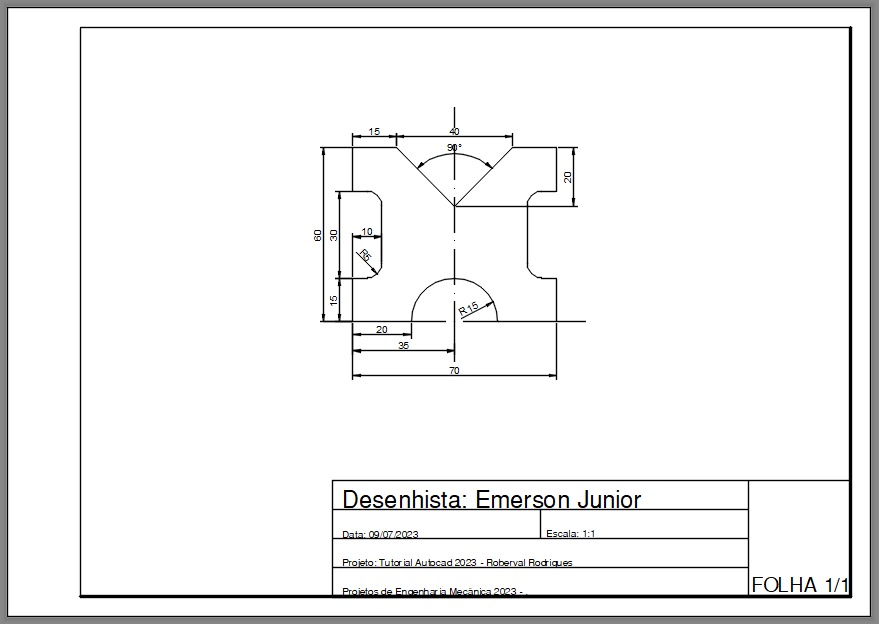 15 40
90°
20
60 30 10
R5
15 R15
20
35
70
Desenhista: Emerson Junior
Data: 09/07/2023 Escala: 1:1
Projeto: Tutorial Autocad 2023 - Roberval Rodrigues
Projetos de Engenharia Mecânica 2023 - .
FOLHA 1/1